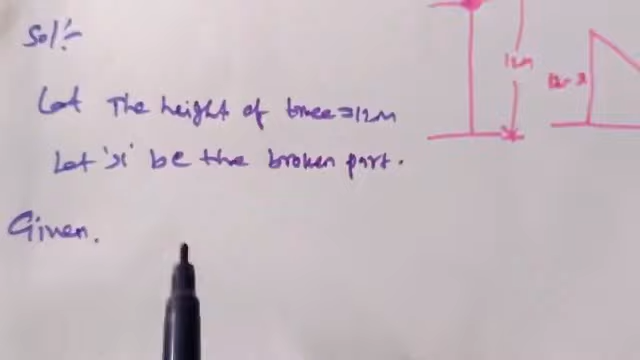 Sol:-
Let The height of tree = 12m
Let 'x' be the broken part.
Given.
12m
12-x